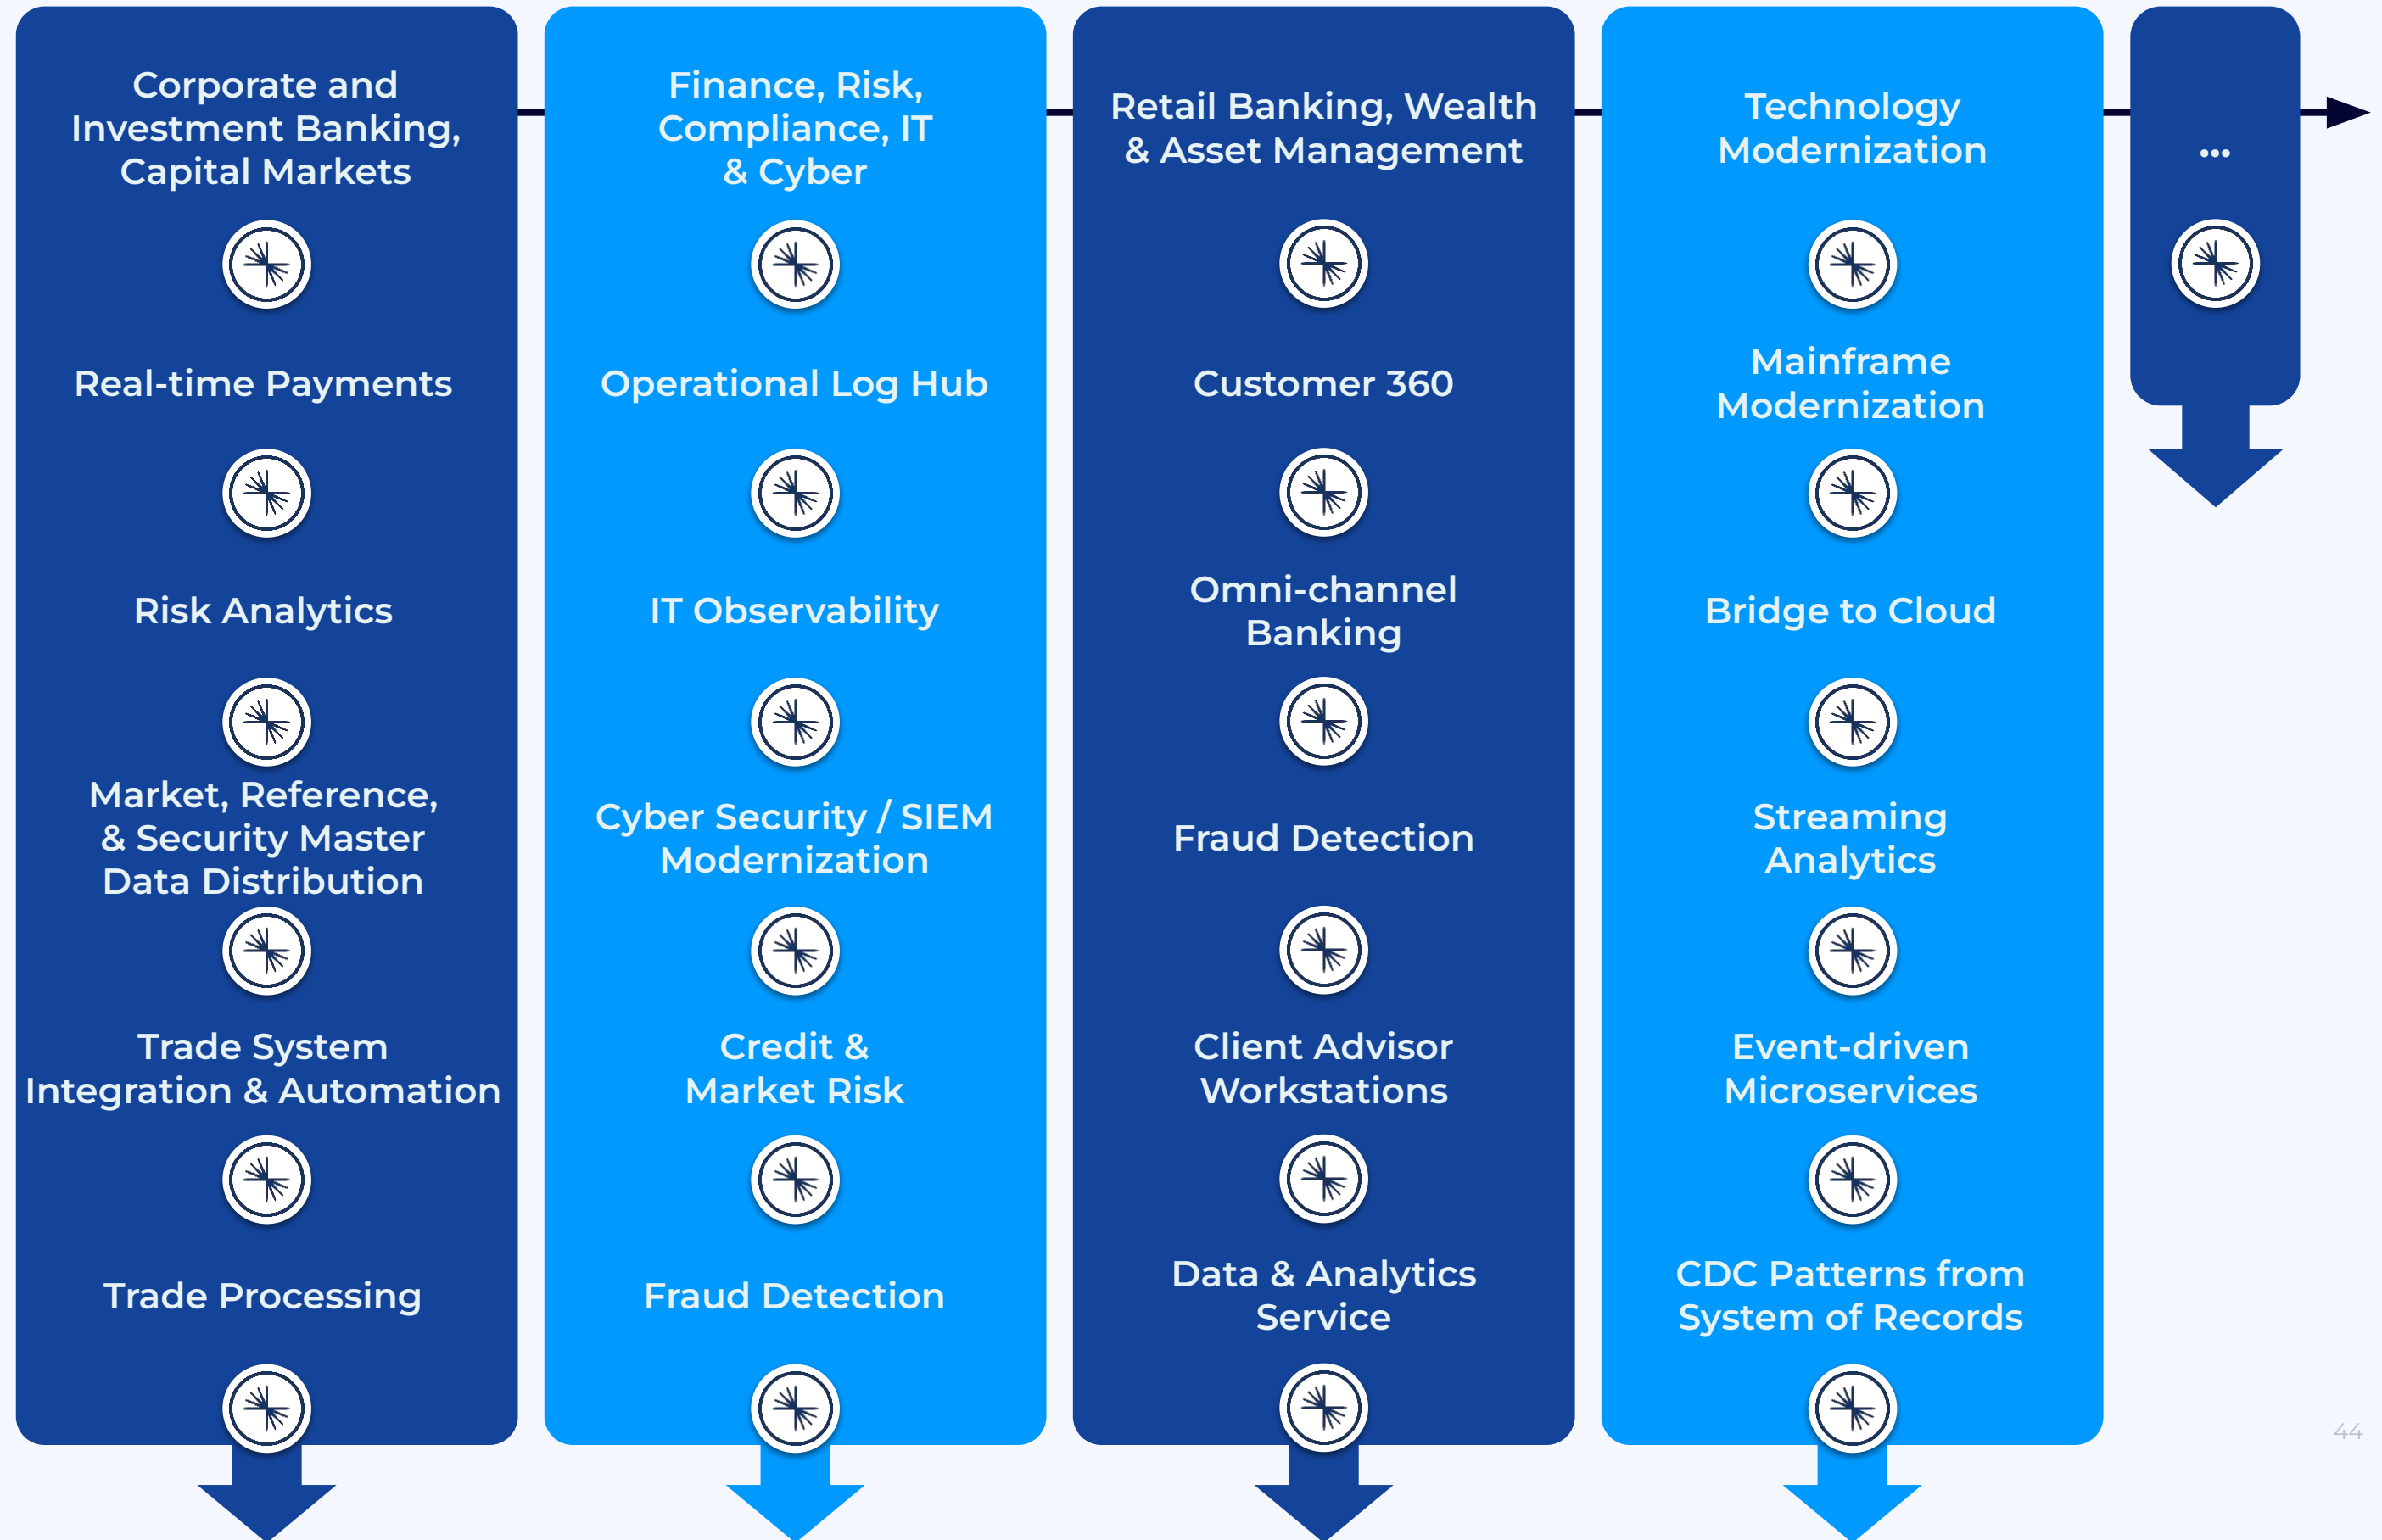 Corporate and
Investment Banking,
Capital Markets
Real-time Payments
Risk Analytics
Market, Reference,
& Security Master
Data Distribution
Trade System
Integration & Automation
Trade Processing
Finance, Risk,
Compliance, IT
& Cyber
Operational Log Hub
IT Observability
Cyber Security / SIEM
Modernization
Credit &
Market Risk
Fraud Detection
Retail Banking, Wealth
& Asset Management
Customer 360
Omni-channel
Banking
Fraud Detection
Client Advisor
Workstations
Data & Analytics
Service
Technology
Modernization
Mainframe
Modernization
Bridge to Cloud
Streaming
Analytics
Event-driven
Microservices
CDC Patterns from
System of Records
...
44